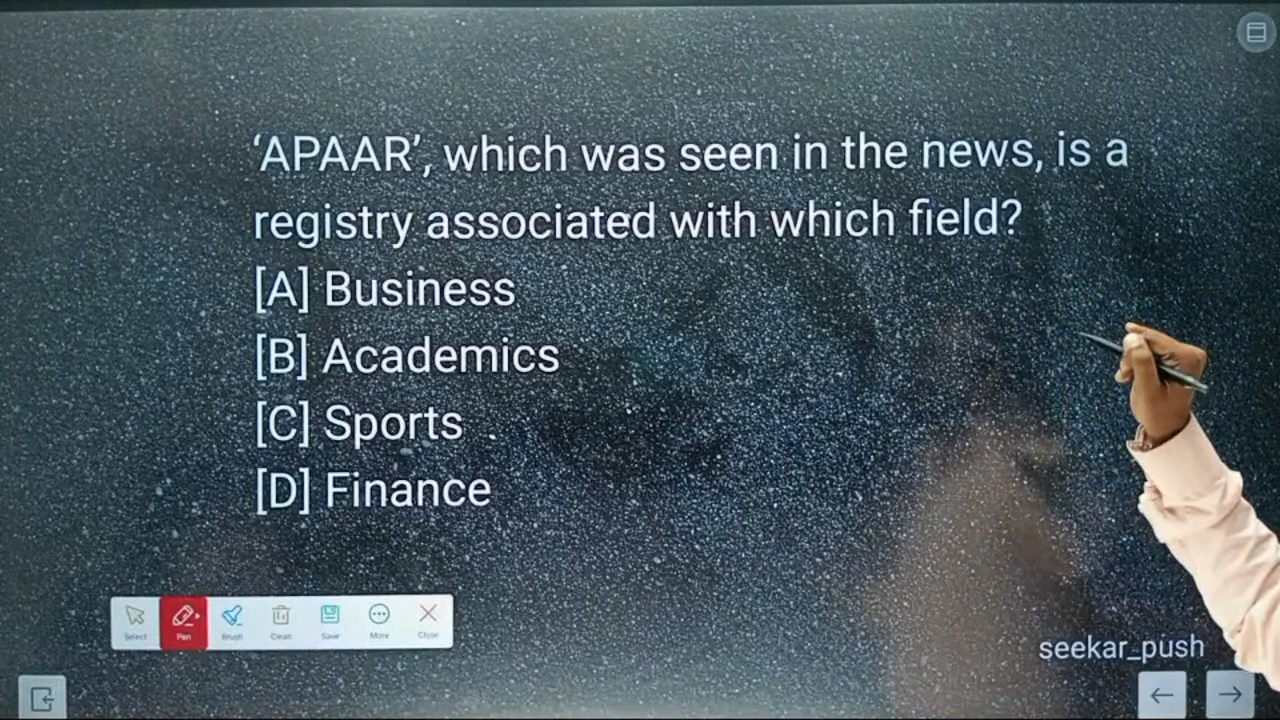 ‘APAAR’, which was seen in the news, is a
registry associated with which field?
[A] Business
[B] Academics
[C] Sports
[D] Finance
Select Pen Brush Clean Save More Close
seekar_push